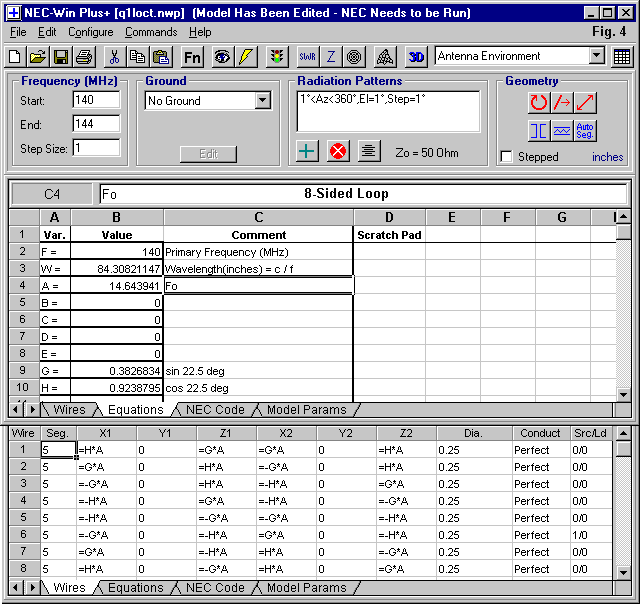 NEC-Win Plus+ [q1loct.nwp] (Model Has Been Edited - NEC Needs to be Run)
File Edit Configure Commands Help Fig. 4
Fn SWR Z 3D Antenna Environment
Frequency (MHz) Ground Radiation Patterns Geometry
Start: 140 No Ground 1°<Az<360°,El=1°,Step=1°
End: 144
Step Size: 1 Edit Zo = 50 Ohm Auto Seg.
Stepped inches
C4 Fo 8-Sided Loop
A B C D E F G I
1 Var. Value Comment Scratch Pad
2 F = 140 Primary Frequency (MHz)
3 W = 84.30821147 Wavelength(inches) = c / f
4 A = 14.643941 Fo
5 B = 0
6 C = 0
7 D = 0
8 E = 0
9 G = 0.3826834 sin 22.5 deg
10 H = 0.9238795 cos 22.5 deg
Wires Equations NEC Code Model Params
Wire Seg. X1 Y1 Z1 X2 Y2 Z2 Dia. Conduct Src/Ld
1 5 =H*A 0 =G*A =G*A 0 =H*A 0.25 Perfect 0/0
2 5 =G*A 0 =H*A =-G*A 0 =H*A 0.25 Perfect 0/0
3 5 =-G*A 0 =H*A =-H*A 0 =G*A 0.25 Perfect 0/0
4 5 =-H*A 0 =G*A =-H*A 0 =-G*A 0.25 Perfect 0/0
5 5 =-H*A 0 =-G*A =-G*A 0 =-H*A 0.25 Perfect 0/0
6 5 =-G*A 0 =-H*A =G*A 0 =-H*A 0.25 Perfect 1/0
7 5 =G*A 0 =-H*A =H*A 0 =-G*A 0.25 Perfect 0/0
8 5 =H*A 0 =-G*A =H*A 0 =G*A 0.25 Perfect 0/0
Wires Equations NEC Code Model Params